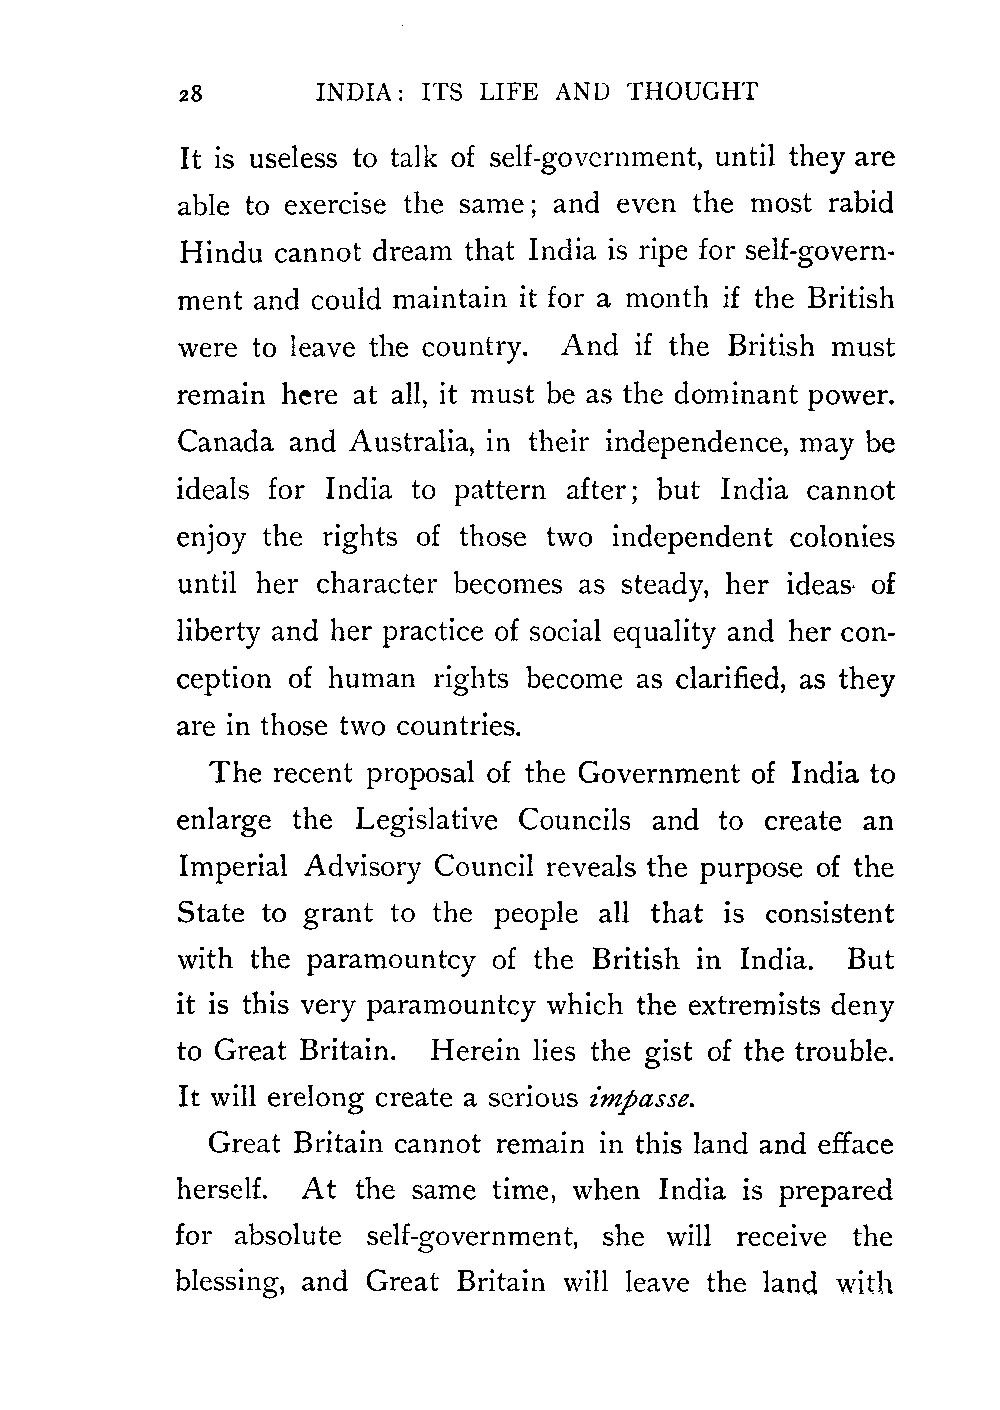 28 INDIA: ITS LIFE AND THOUGHT
It is useless to talk of self-government, until they are
able to exercise the same; and even the most rabid
Hindu cannot dream that India is ripe for self-govern-
ment and could maintain it for a month if the British
were to leave the country. And if the British must
remain here at all, it must be as the dominant power.
Canada and Australia, in their independence, may be
ideals for India to pattern after; but India cannot
enjoy the rights of those two independent colonies
until her character becomes as steady, her ideas of
liberty and her practice of social equality and her con-
ception of human rights become as clarified, as they
are in those two countries.
The recent proposal of the Government of India to
enlarge the Legislative Councils and to create an
Imperial Advisory Council reveals the purpose of the
State to grant to the people all that is consistent
with the paramountcy of the British in India. But
it is this very paramountcy which the extremists deny
to Great Britain. Herein lies the gist of the trouble.
It will erelong create a serious impasse.
Great Britain cannot remain in this land and efface
herself. At the same time, when India is prepared
for absolute self-government, she will receive the
blessing, and Great Britain will leave the land with